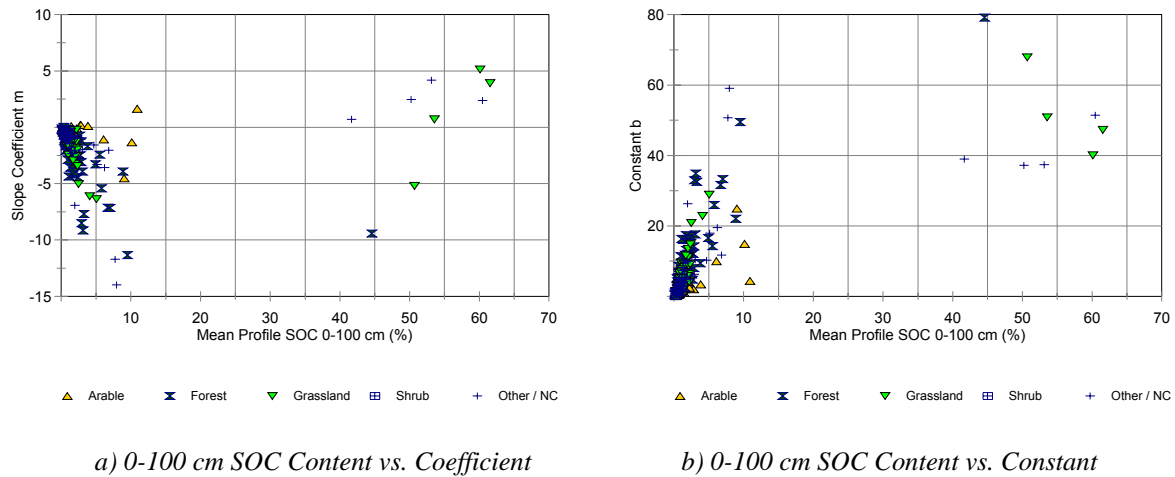 10
5
0
-5
-10
-15
Slope Coefficient m
10 20 30 40 50 60 70
Mean Profile SOC 0-100 cm (%)
Arable Forest Grassland Shrub Other / NC
a) 0-100 cm SOC Content vs. Coefficient
80
60
40
20
0
Constant b
0 10 20 30 40 50 60 70
Mean Profile SOC 0-100 cm (%)
Arable Forest Grassland Shrub Other / NC
b) 0-100 cm SOC Content vs. Constant